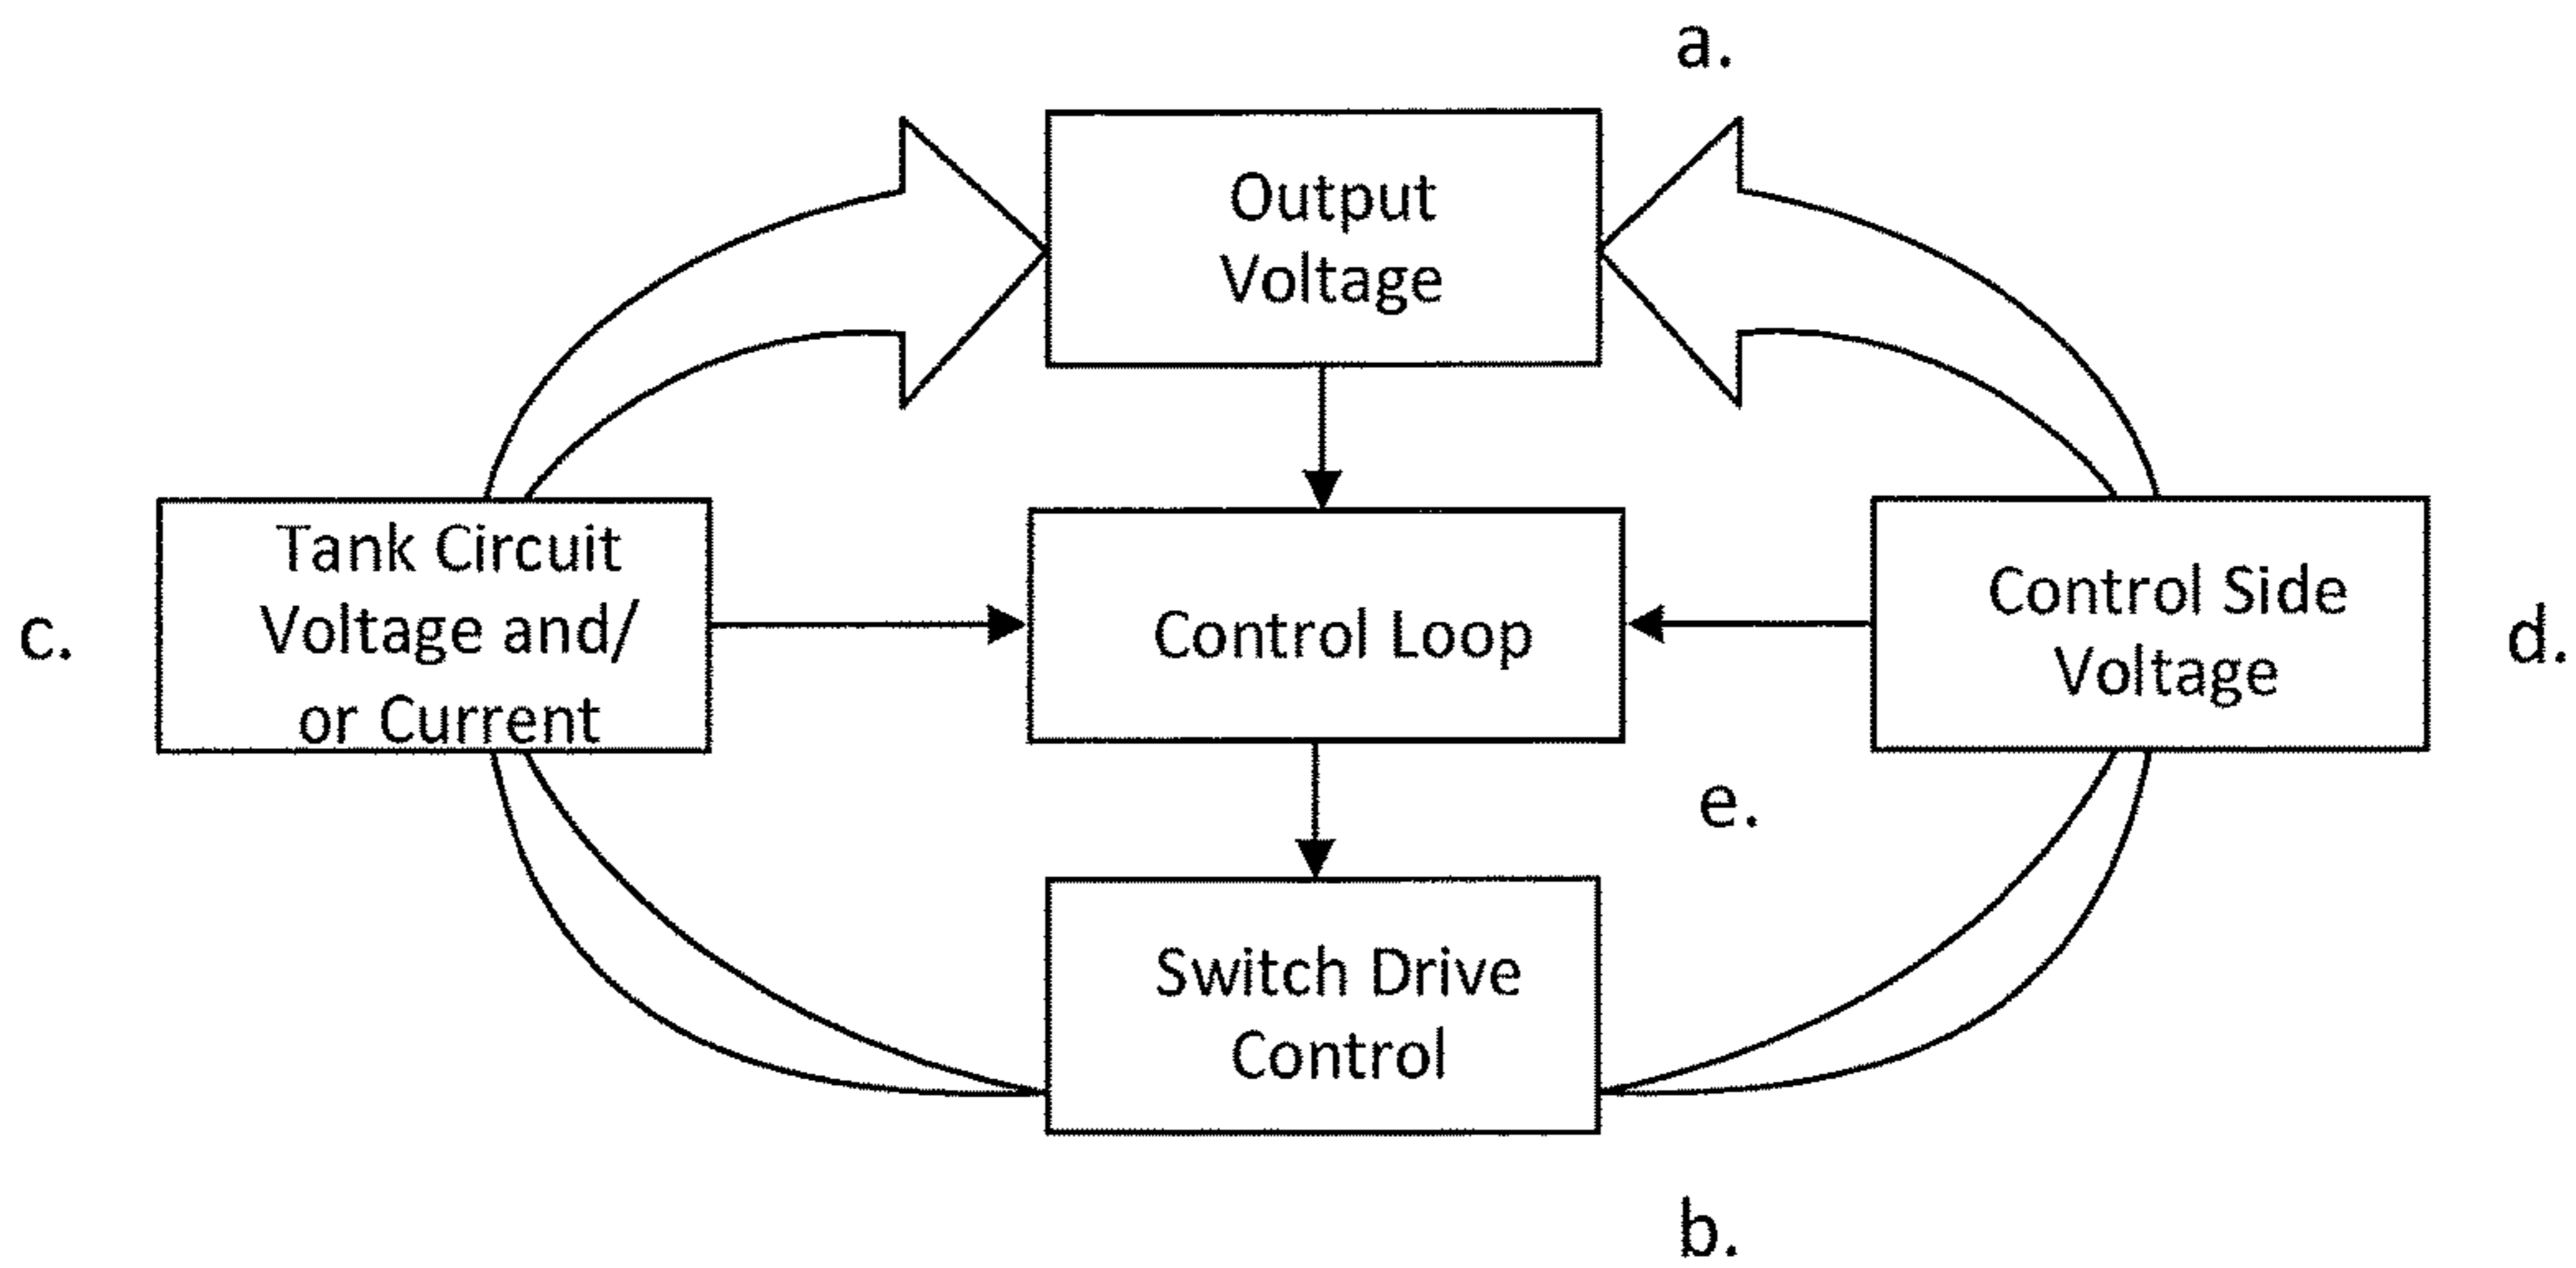 a.
Output
Voltage
Tank Circuit
Voltage and/
or Current
c.
Control Loop
Control Side
Voltage
d.
e.
Switch Drive
Control
b.